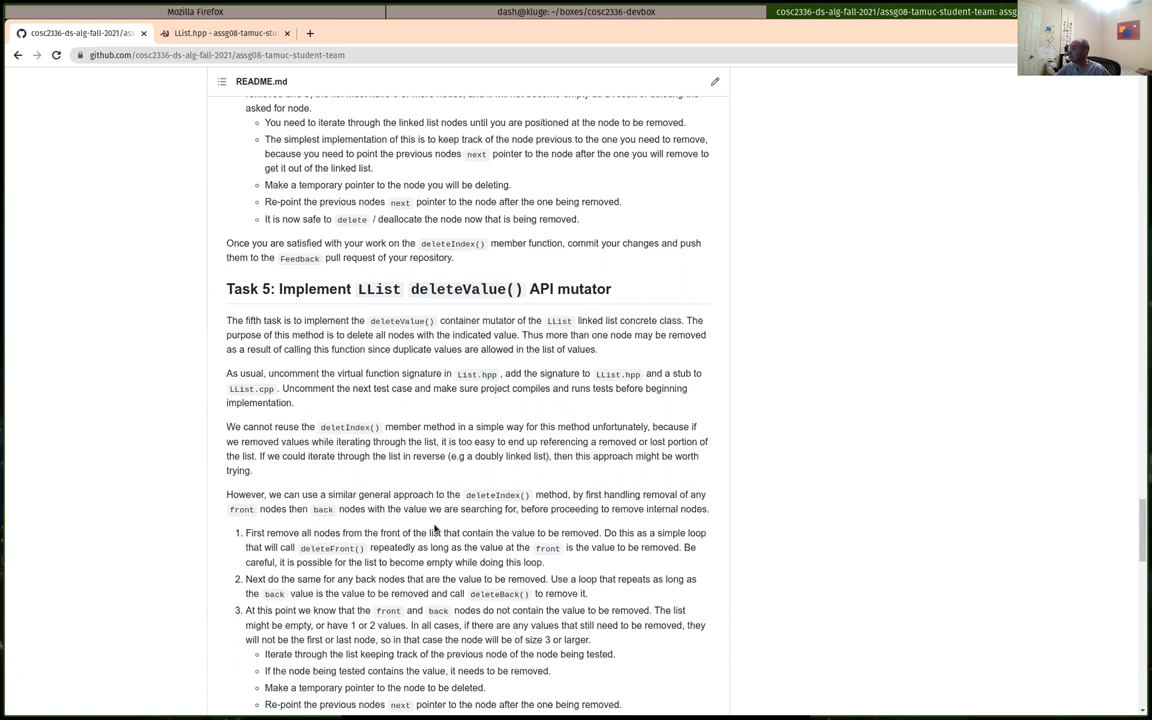 Mozilla Firefox
dash@kluge: ~/boxes/cosc2336-devbox
cosc2336-ds-alg-fall-2021/assg08-tamuc-student-team: assg
cosc2336-ds-alg-fall-2021/ass
LList.hpp - assg08-tamuc-stu
github.com/cosc2336-ds-alg-fall-2021/assg08-tamuc-student-team
README.md
asked for node.
You need to iterate through the linked list nodes until you are positioned at the node to be removed.
The simplest implementation of this is to keep track of the node previous to the one you need to remove,
because you need to point the previous nodes next pointer to the node after the one you will remove to
get it out of the linked list.
Make a temporary pointer to the node you will be deleting.
Re-point the previous nodes next pointer to the node after the one being removed.
It is now safe to delete / deallocate the node now that is being removed.
Once you are satisfied with your work on the deleteIndex() member function, commit your changes and push
them to the Feedback pull request of your repository.
Task 5: Implement LList deleteValue() API mutator
The fifth task is to implement the deleteValue() container mutator of the LList linked list concrete class. The
purpose of this method is to delete all nodes with the indicated value. Thus more than one node may be removed
as a result of calling this function since duplicate values are allowed in the list of values.
As usual, uncomment the virtual function signature in List.hpp, add the signature to LList.hpp and a stub to
LList.cpp. Uncomment the next test case and make sure project compiles and runs tests before beginning
implementation.
We cannot reuse the deletIndex() member method in a simple way for this method unfortunately, because if
we removed values while iterating through the list, it is too easy to end up referencing a removed or lost portion of
the list. If we could iterate through the list in reverse (e.g a doubly linked list), then this approach might be worth
trying.
However, we can use a similar general approach to the deleteIndex() method, by first handling removal of any
front nodes then back nodes with the value we are searching for, before proceeding to remove internal nodes.
1. First remove all nodes from the front of the list that contain the value to be removed. Do this as a simple loop
that will call deleteFront() repeatedly as long as the value at the front is the value to be removed. Be
careful, it is possible for the list to become empty while doing this loop.
2. Next do the same for any back nodes that are the value to be removed. Use a loop that repeats as long as
the back value is the value to be removed and call deleteBack() to remove it.
3. At this point we know that the front and back nodes do not contain the value to be removed. The list
might be empty, or have 1 or 2 values. In all cases, if there are any values that still need to be removed, they
will not be the first or last node, so in that case the node will be of size 3 or larger.
Iterate through the list keeping track of the previous node of the node being tested.
If the node being tested contains the value, it needs to be removed.
Make a temporary pointer to the node to be deleted.
Re-point the previous nodes next pointer to the node after the one being removed.